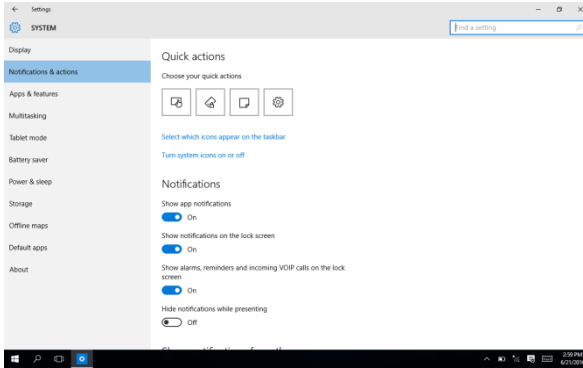 Settings
SYSTEM
Find a setting
Display
Notifications & actions
Apps & features
Multitasking
Tablet mode
Battery saver
Power & sleep
Storage
Offline maps
Default apps
About
Quick actions
Choose your quick actions
Select which icons appear on the taskbar
Turn system icons on or off
Notifications
Show app notifications
On
Show notifications on the lock screen
On
Show alarms, reminders and incoming VOIP calls on the lock
screen
On
Hide notifications while presenting
Off
2:59 PM